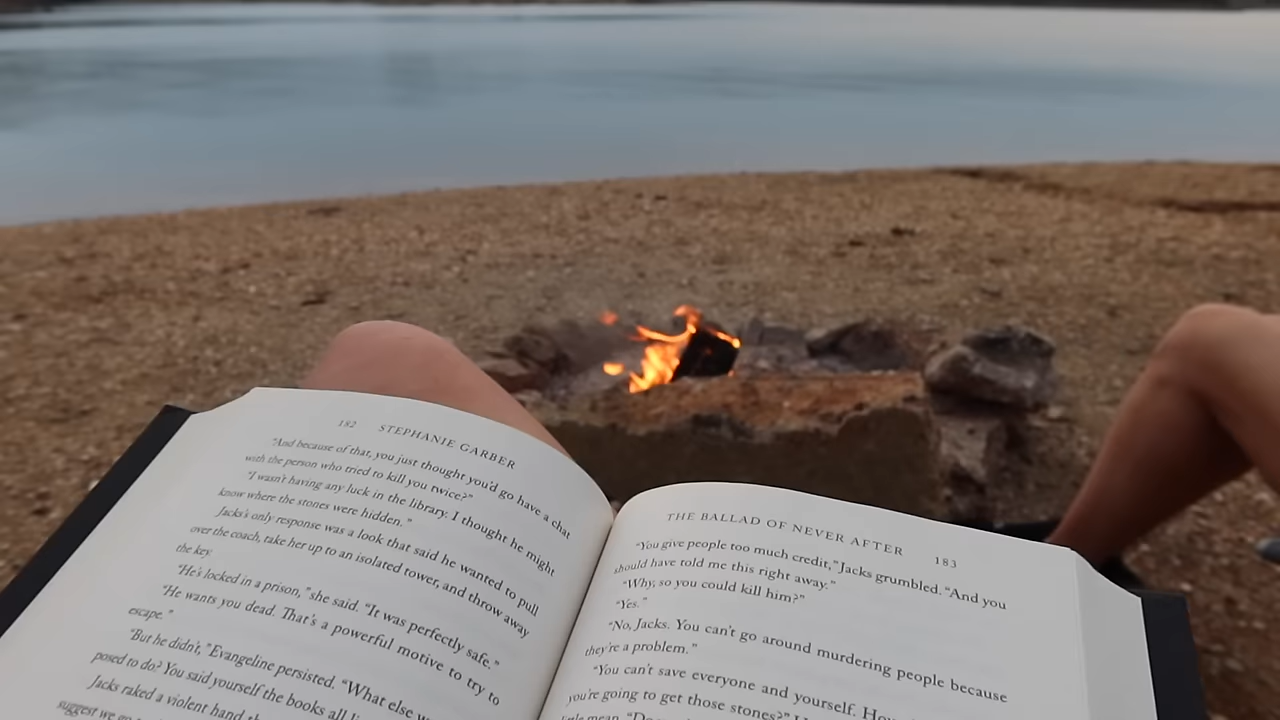 182 STEPHANIE GARBER
"And because of that, you just thought you'd go have a chat
with the person who tried to kill you twice?"
"I wasn't having any luck in the library. I thought he might
know where the stones were hidden."
Jacks's only response was a look that said he wanted to pull
over the coach, take her up to an isolated tower, and throw away
the key.
"He's locked in a prison," she said. "It was perfectly safe."
"He wants you dead. That's a powerful motive to try to
escape."
"But he didn't," Evangeline persisted. "What else w
posed to do? You said yourself the books all
Jacks raked a violent hand
suggest we
THE BALLAD OF NEVER AFTER 183
"You give people too much credit," Jacks grumbled. "And you
should have told me this right away."
"Why, so you could kill him?"
"Yes."
"No, Jacks. You can't go around murdering people because
they're a problem."
"You can't save everyone and yourself. How
you're going to get those stones?"
little mean.